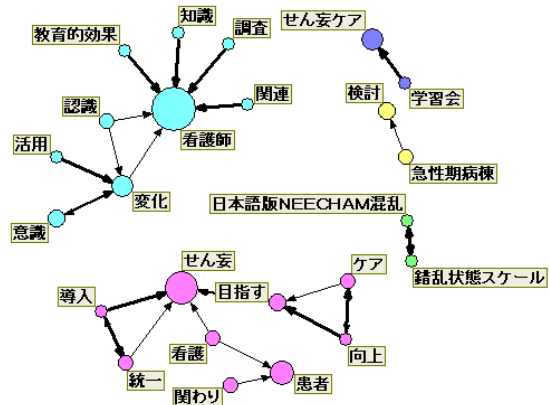 知識
教育的効果
調査
せん妄ケア
認識
関連
検討
学習会
看護師
活用
急性期病棟
変化
日本語版NEECHAM混乱
意識
せん妄
ケア
錯乱状態スケール
導入
目指す
看護
向上
統一
患者
関わり